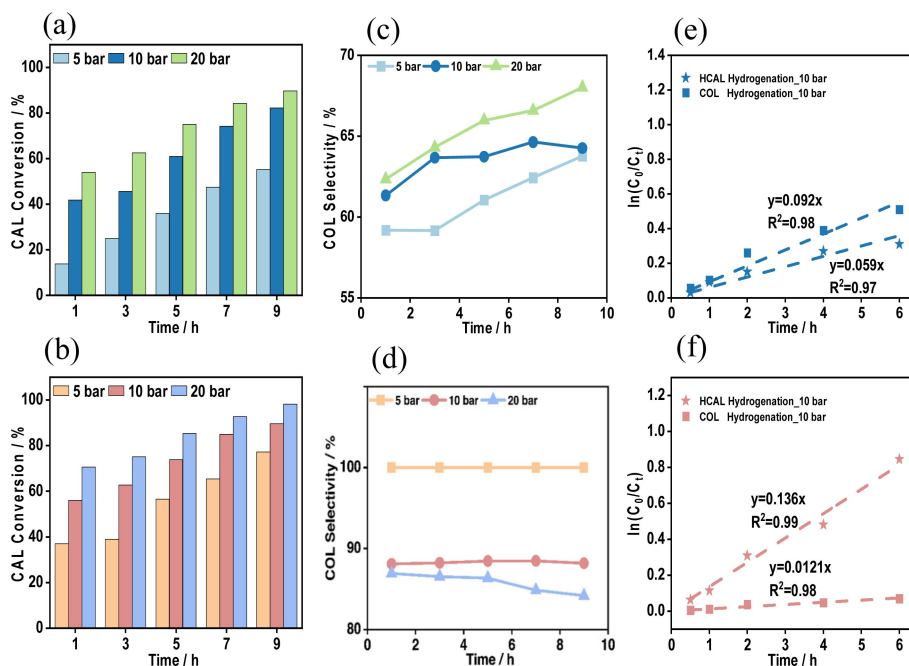 (a)
CAL Conversion / %
100
80
60
40
20
0
5 bar 10 bar 20 bar
1 3 5 7 9
Time / h
(c)
COL Selectivity / %
70
65
60
55
5 bar 10 bar 20 bar
0 2 4 6 8 10
Time / h
(e)
ln(C0/Ct)
1.4
1.2
1.0
0.8
0.6
0.4
0.2
0.0
HCAL Hydrogenation_10 bar
COL Hydrogenation_10 bar
y=0.092x
R²=0.98
y=0.059x
R²=0.97
0 1 2 3 4 5 6
Time / h
(b)
CAL Conversion / %
100
80
60
40
20
0
5 bar 10 bar 20 bar
1 3 5 7 9
Time / h
(d)
COL Selectivity / %
100
90
80
5 bar 10 bar 20 bar
0 2 4 6 8 10
Time / h
(f)
ln(C0/Ct)
1.2
1.0
0.8
0.6
0.4
0.2
0.0
HCAL Hydrogenation_10 bar
COL Hydrogenation_10 bar
y=0.136x
R²=0.99
y=0.0121x
R²=0.98
0 1 2 3 4 5 6
Time / h